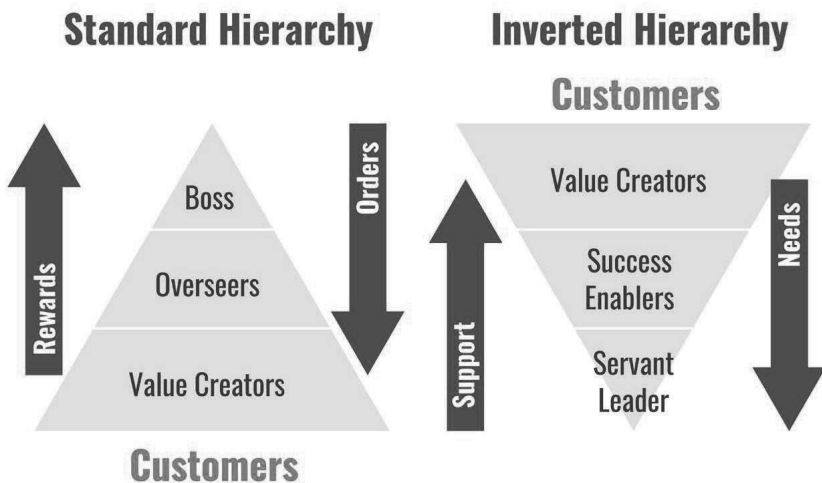 Standard Hierarchy
Rewards
Boss
Overseers
Value Creators
Orders
Customers
Inverted Hierarchy
Customers
Support
Value Creators
Success
Enablers
Servant
Leader
Needs